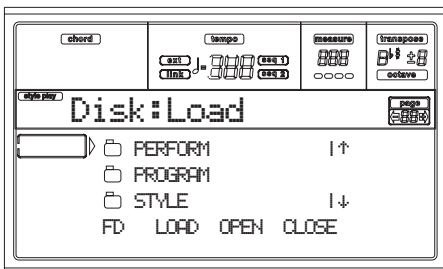 chord tempo measure transpose
ext link seq 1 seq 2 octave
style play Disk:Load page
PERFORM
PROGRAM
STYLE
FD LOAD OPEN CLOSE